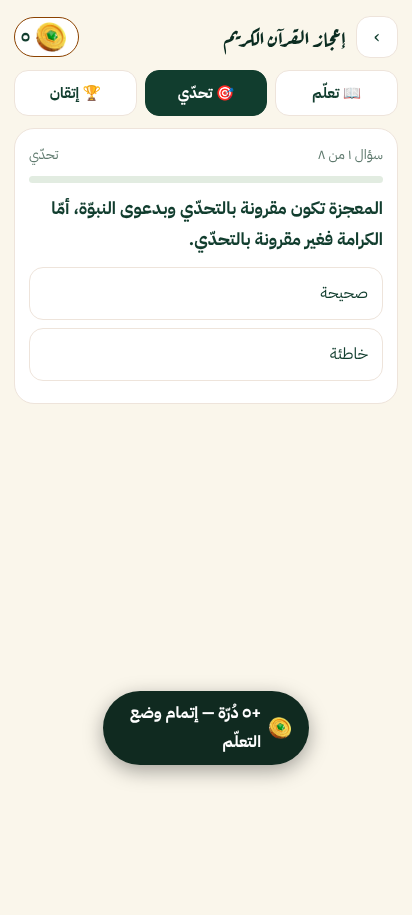 إعجاز القرآن الكريم
٥
تعلّم
تحدّي
إتقان
سؤال ١ من ٨
تحدّي
المعجزة تكون مقرونة بالتحدّي وبدعوى النبوّة، أمّا
الكرامة فغير مقرونة بالتحدّي.
صحيحة
خاطئة
+٥ دُرّة — إتمام وضع
التعلّم